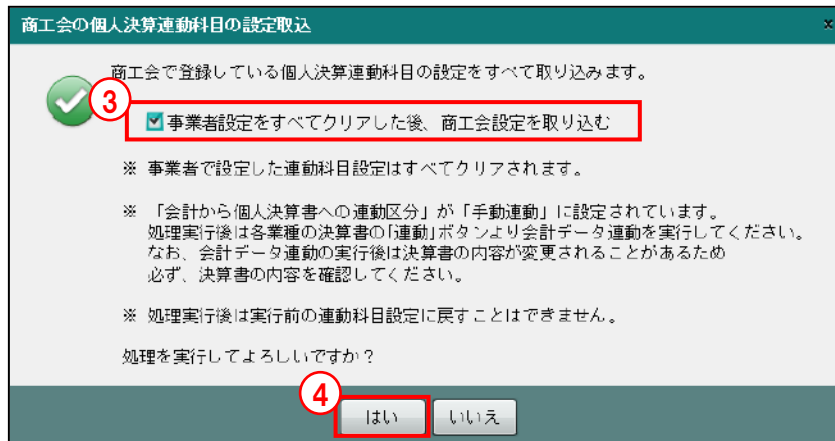 商工会の個人決算連動科目の設定取込
×
商工会で登録している個人決算連動科目の設定をすべて取り込みます。
③
事業者設定をすべてクリアした後、商工会設定を取り込む
※ 事業者で設定した連動科目設定はすべてクリアされます。
※ 「会計から個人決算書への連動区分」が「手動連動」に設定されています。
処理実行後は各業種の決算書の「連動」ボタンより会計データ連動を実行してください。
なお、会計データ連動の実行後は決算書の内容が変更されることがあるため
必ず、決算書の内容を確認してください。
※ 処理実行後は実行前の連動科目設定に戻すことはできません。
処理を実行してよろしいですか？
④
はい いいえ